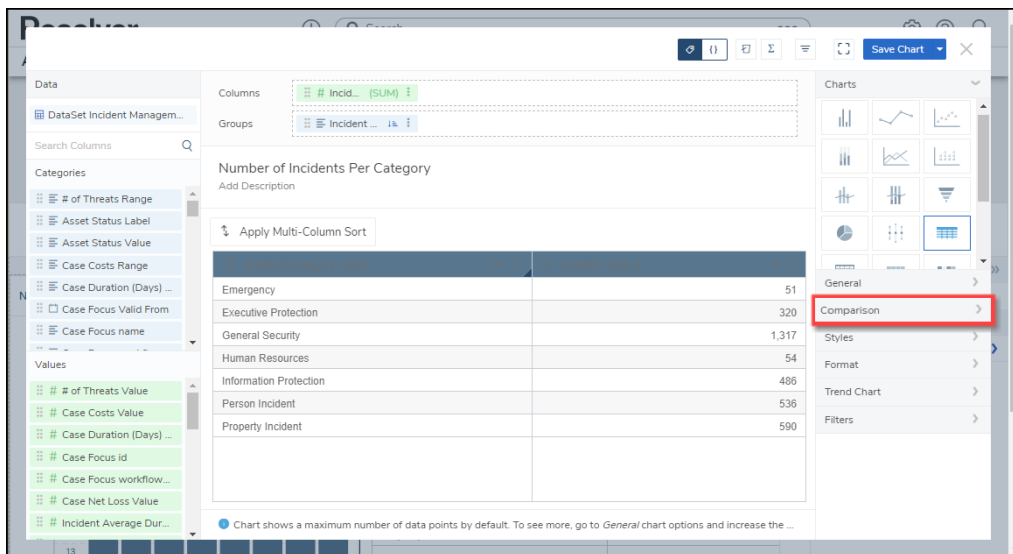 Resolver
Search
Save Chart
Data
DataSet Incident Managem...
Search Columns
Categories
# of Threats Range
Asset Status Label
Asset Status Value
Case Costs Range
Case Duration (Days) ...
Case Focus Valid From
Case Focus name
Values
# # of Threats Value
# Case Costs Value
# Case Duration (Days) ...
# Case Focus id
# Case Focus workflow...
# Case Net Loss Value
# Incident Average Dur...
Columns
# Incid... (SUM)
Groups
Incident ...
Number of Incidents Per Category
Add Description
Apply Multi-Column Sort
Emergency 51
Executive Protection 320
General Security 1,317
Human Resources 54
Information Protection 486
Person Incident 536
Property Incident 590
Chart shows a maximum number of data points by default. To see more, go to General chart options and increase the ...
Charts
General
Comparison
Styles
Format
Trend Chart
Filters
13